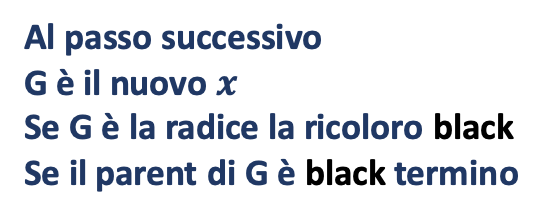 Al passo successivo
G è il nuovo 𝑥
Se G è la radice la ricoloro black
Se il parent di G è black termino